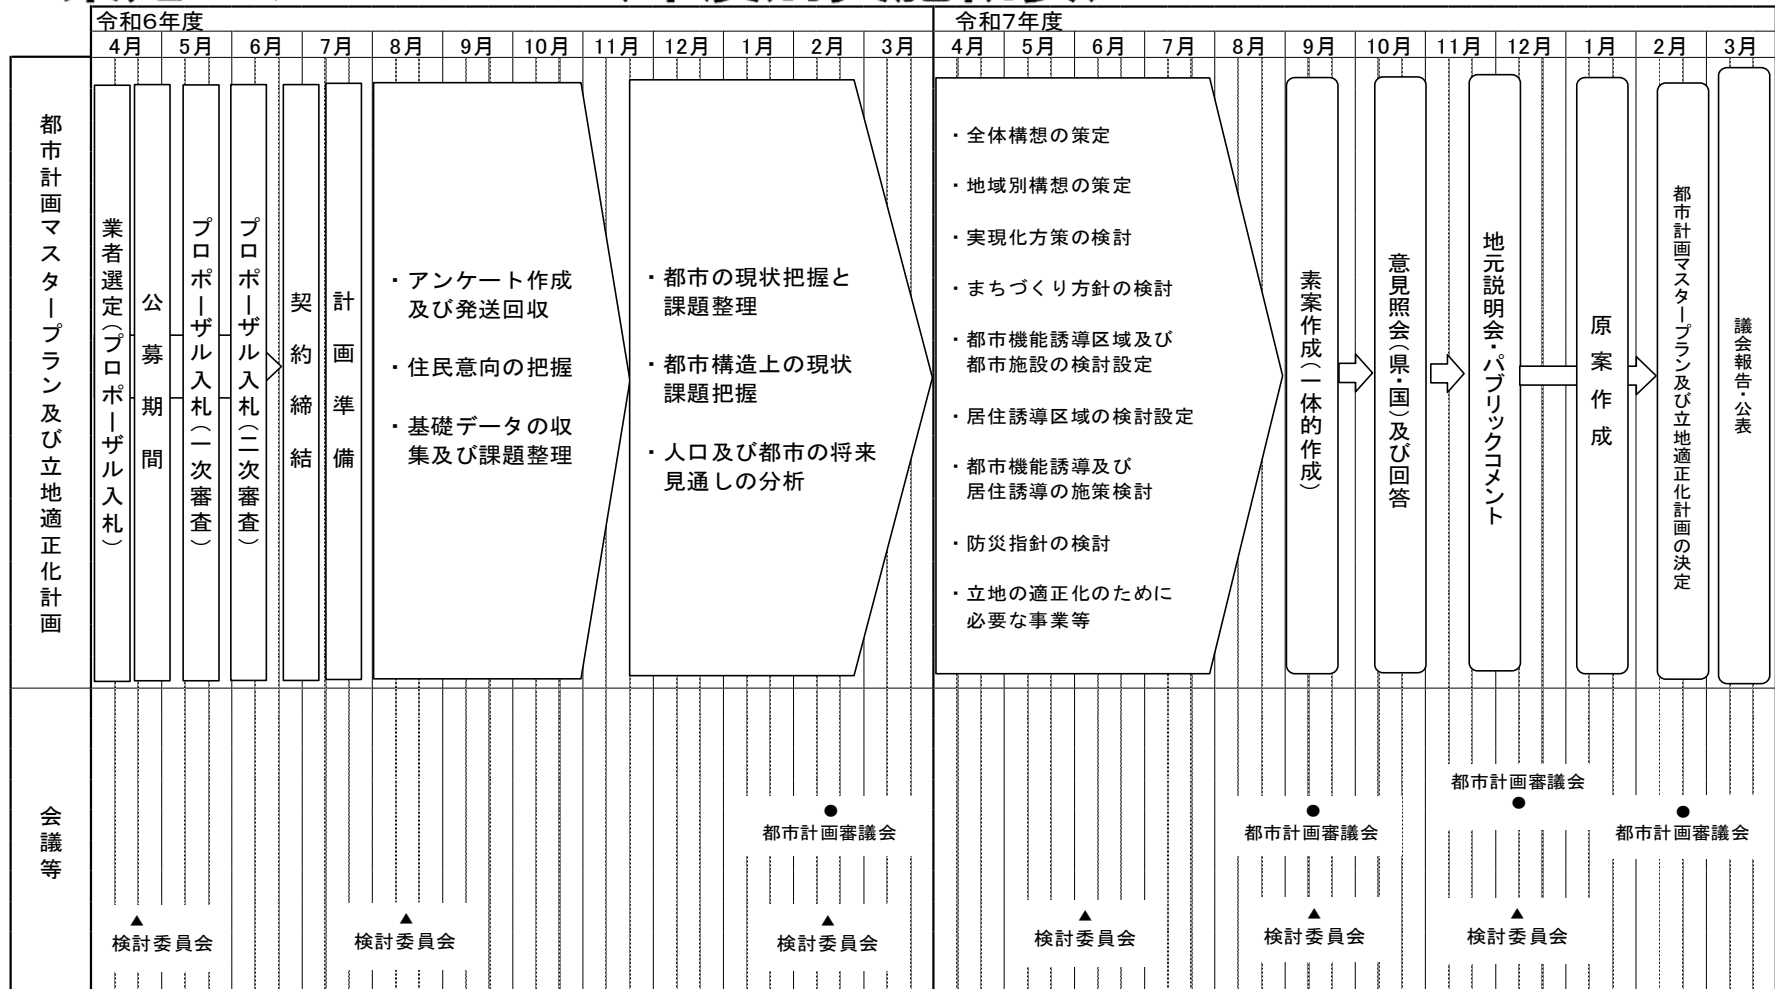 令和6年度
令和7年度
4月 5月 6月 7月 8月 9月 10月 11月 12月 1月 2月 3月 4月 5月 6月 7月 8月 9月 10月 11月 12月 1月 2月 3月
都市計画マスタープラン及び立地適正化計画
業者選定(プロポーザル入札)
公募期間
プロポーザル入札(一次審査)
プロポーザル入札(二次審査)
契約締結
計画準備
・アンケート作成
及び発送回収
・住民意向の把握
・基礎データの収
集及び課題整理
・都市の現状把握と
課題整理
・都市構造上の現状
課題把握
・人口及び都市の将来
見通しの分析
・全体構想の策定
・地域別構想の策定
・実現化方策の検討
・まちづくり方針の検討
・都市機能誘導区域及び
都市施設の検討設定
・居住誘導区域の検討設定
・都市機能誘導及び
居住誘導の施策検討
・防災指針の検討
・立地の適正化のために
必要な事業等
素案作成(一体的作成)
意見照会(県・国)及び回答
地元説明会・パブリックコメント
原案作成
都市計画マスタープラン及び立地適正化計画の決定
議会報告・公表
会議等
●
都市計画審議会
●
都市計画審議会
都市計画審議会
●
●
都市計画審議会
▲
検討委員会
▲
検討委員会
▲
検討委員会
▲
検討委員会
▲
検討委員会
▲
検討委員会